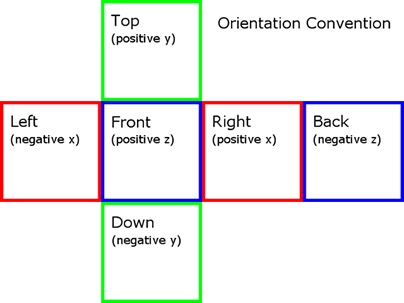 Top
(positive y)
Orientation Convention
Left
(negative x)
Front
(positive z)
Right
(positive x)
Back
(negative z)
Down
(negative y)